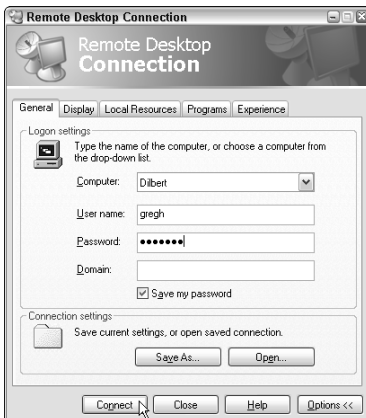 Remote Desktop Connection
Remote Desktop
Connection
General Display Local Resources Programs Experience
Logon settings
Type the name of the computer, or choose a computer from
the drop-down list.
Computer: Dilbert
User name: gregh
Password: •••••••
Domain:
Save my password
Connection settings
Save current settings, or open saved connection.
Save As... Open...
Connect Close Help Options <<